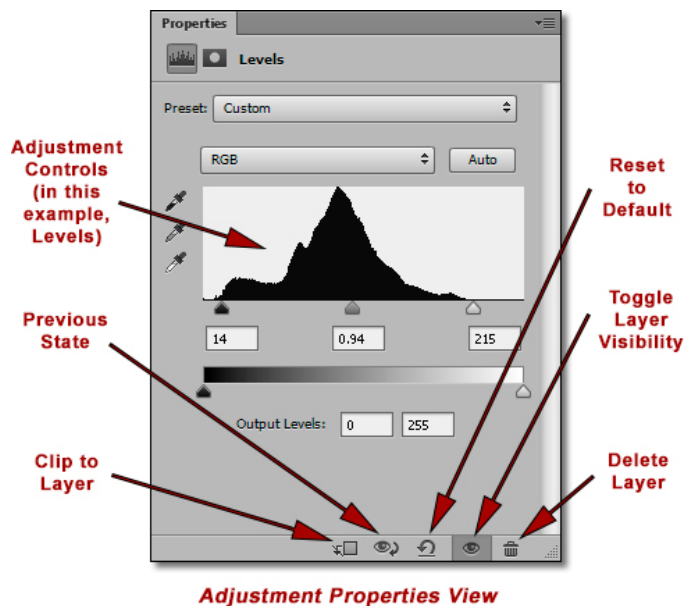 Properties
Levels
Preset: Custom
RGB
Auto
Adjustment
Controls
(in this
example,
Levels)
Reset
to
Default
Previous
State
Toggle
Layer
Visibility
14
0.94
215
Output Levels: 0 255
Clip to
Layer
Delete
Layer
Adjustment Properties View